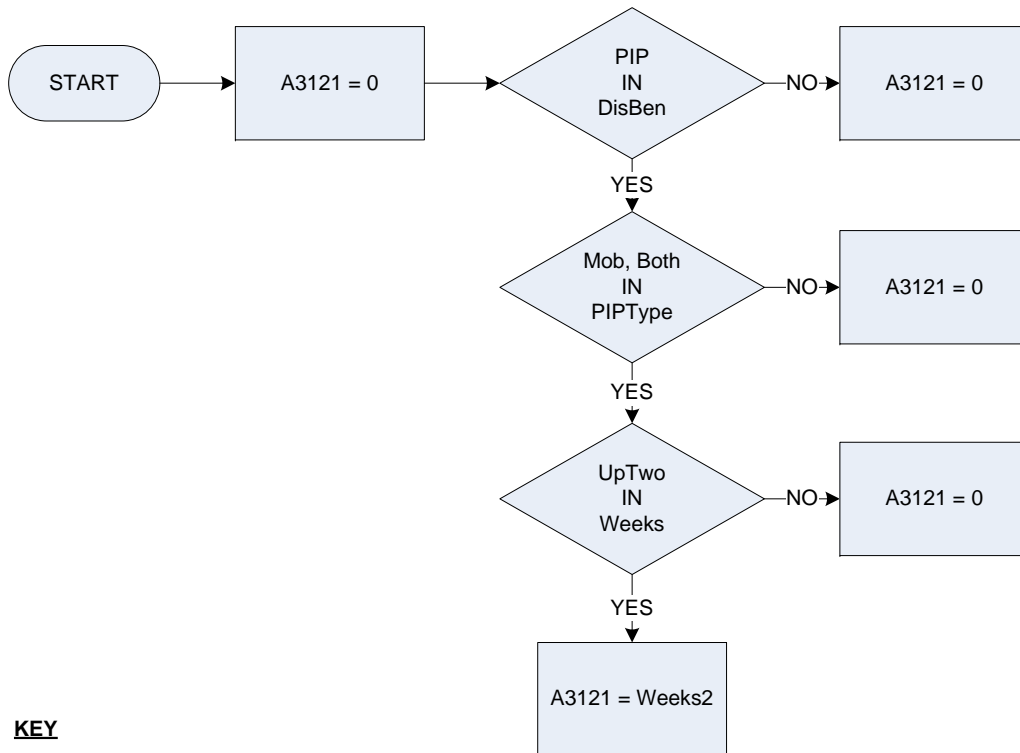 START
A3121 = 0
PIP
IN
DisBen
NO
A3121 = 0
YES
Mob, Both
IN
PIPType
NO
A3121 = 0
YES
UpTwo
IN
Weeks
NO
A3121 = 0
YES
A3121 = Weeks2
KEY